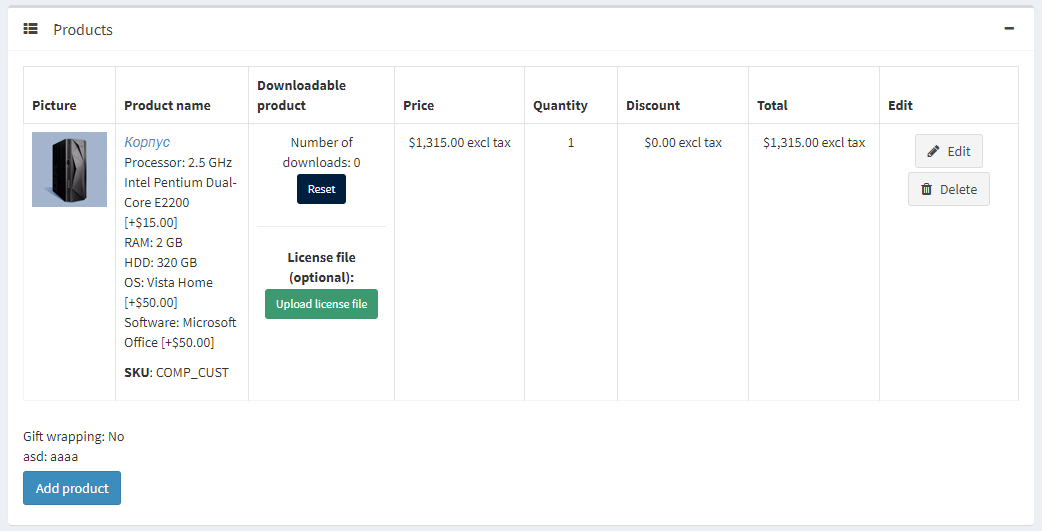 Products
Picture
Product name
Downloadable
product
Price
Quantity
Discount
Total
Edit
Корпус
Processor: 2.5 GHz
Intel Pentium Dual-
Core E2200
[+$15.00]
RAM: 2 GB
HDD: 320 GB
OS: Vista Home
[+$50.00]
Software: Microsoft
Office [+$50.00]
SKU: COMP_CUST
Number of
downloads: 0
Reset
License file
(optional):
Upload license file
$1,315.00 excl tax
1
$0.00 excl tax
$1,315.00 excl tax
Edit
Delete
Gift wrapping: No
asd: aaaa
Add product